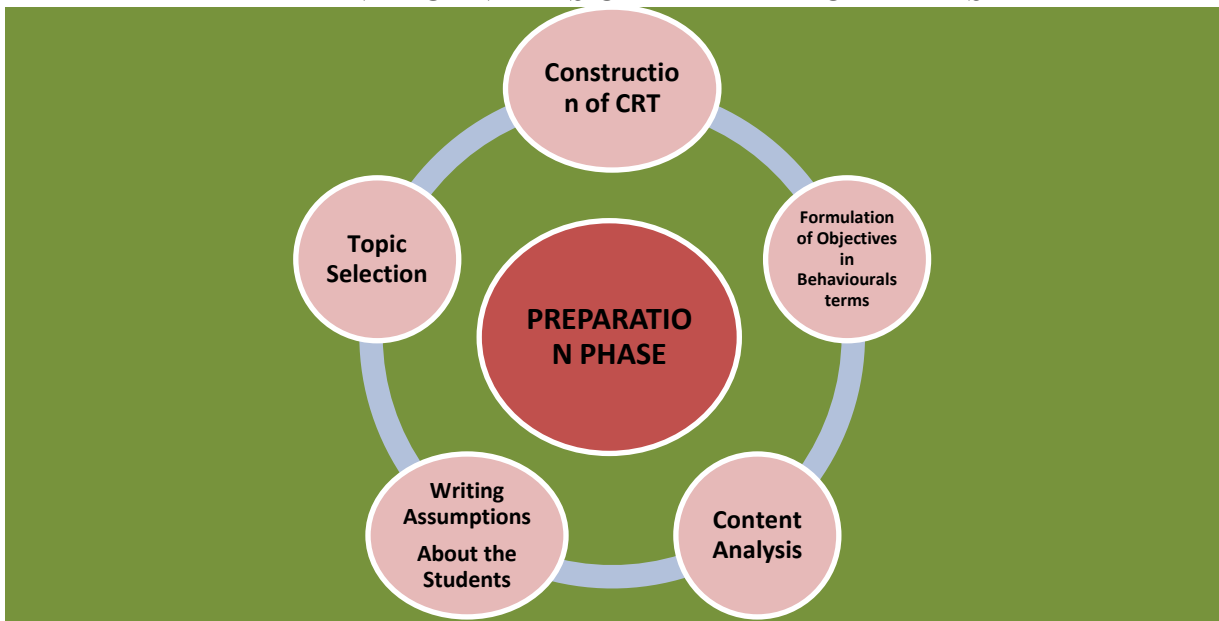 Constructio
n of CRT
Formulation
of Objectives
in
Behaviourals
terms
Topic
Selection
PREPARATIO
N PHASE
Writing
Assumptions
About the
Students
Content
Analysis